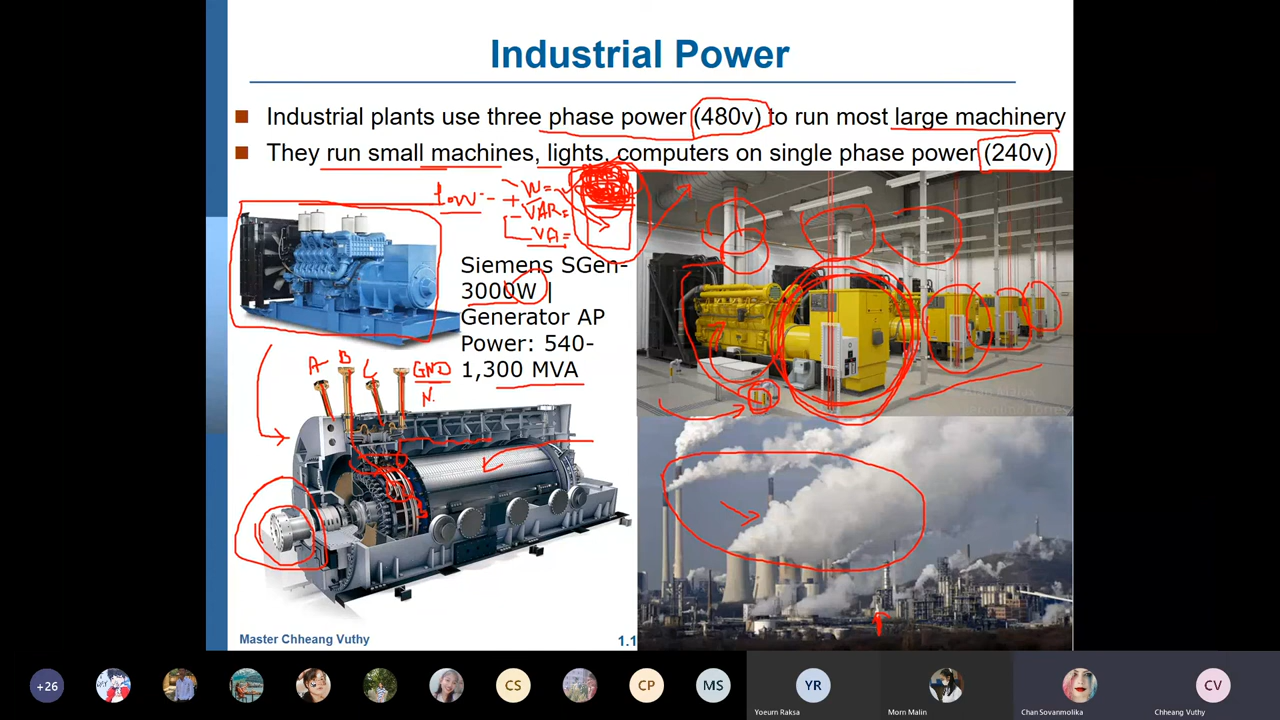 Industrial Power
Industrial plants use three phase power (480v) to run most large machinery
They run small machines, lights, computers on single phase power (240v)
Low
W=
VAR=
VA=
Siemens SGen-
3000W |
Generator AP
Power: 540-
1,300 MVA
A B C GND
N.
Master Chheang Vuthy
1.1
+26
CS
CP
MS
YR
CV
Yoeurn Raksa
Morn Malin
Chan Sovanmolika
Chheang Vuthy